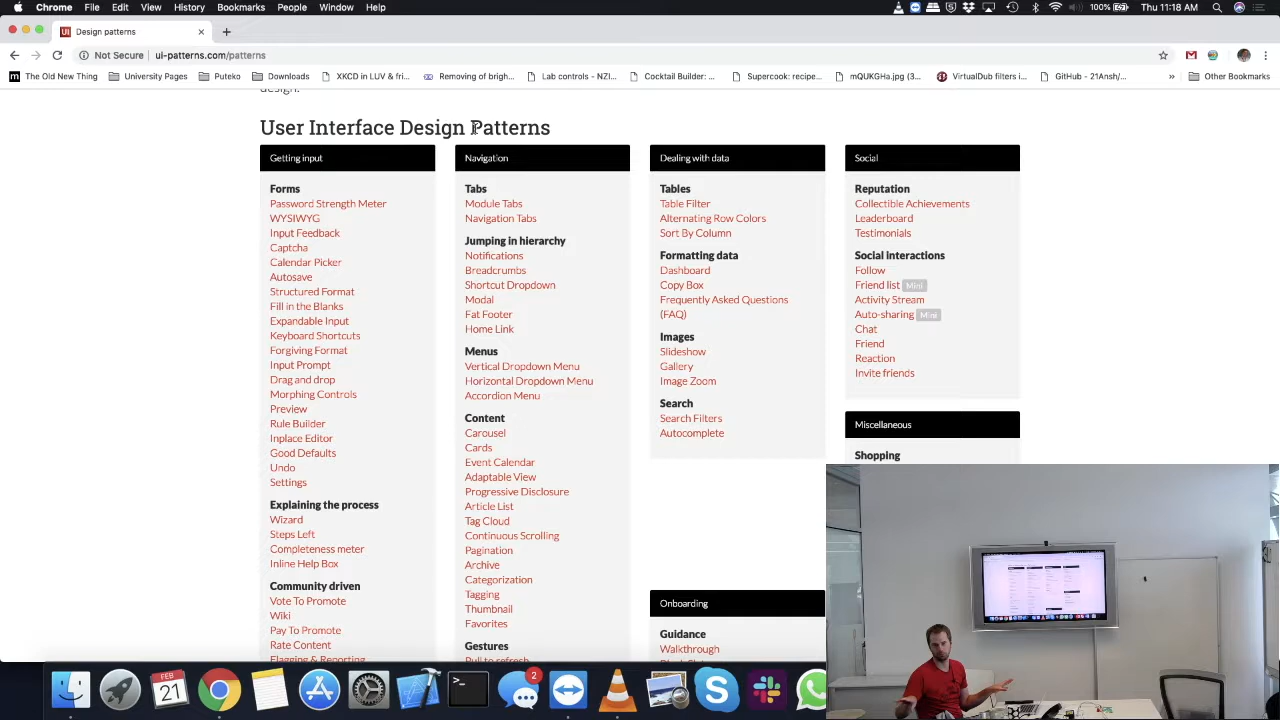 Chrome File Edit View History Bookmarks People Window Help
100% Thu 11:18 AM
UI Design patterns
Not Secure | ui-patterns.com/patterns
The Old New Thing University Pages Puteko Downloads XKCD in LUV & fri... Removing of brigh... Lab controls - NZI... Cocktail Builder: ... Supercook: recipe... mQUKGHa.jpg (3... VirtualDub filters i... GitHub - 21Ansh/... » Other Bookmarks
design.
User Interface Design Patterns
Getting input
Forms
Password Strength Meter
WYSIWYG
Input Feedback
Captcha
Calendar Picker
Autosave
Structured Format
Fill in the Blanks
Expandable Input
Keyboard Shortcuts
Forgiving Format
Input Prompt
Drag and drop
Morphing Controls
Preview
Rule Builder
Inplace Editor
Good Defaults
Undo
Settings
Explaining the process
Wizard
Steps Left
Completeness meter
Inline Help Box
Community driven
Vote To Promote
Wiki
Pay To Promote
Rate Content
Flagging & Reporting
Navigation
Tabs
Module Tabs
Navigation Tabs
Jumping in hierarchy
Notifications
Breadcrumbs
Shortcut Dropdown
Modal
Fat Footer
Home Link
Menus
Vertical Dropdown Menu
Horizontal Dropdown Menu
Accordion Menu
Content
Carousel
Cards
Event Calendar
Adaptable View
Progressive Disclosure
Article List
Tag Cloud
Continuous Scrolling
Pagination
Archive
Categorization
Tagging
Thumbnail
Favorites
Gestures
Pull to refresh
Dealing with data
Tables
Table Filter
Alternating Row Colors
Sort By Column
Formatting data
Dashboard
Copy Box
Frequently Asked Questions
(FAQ)
Images
Slideshow
Gallery
Image Zoom
Search
Search Filters
Autocomplete
Onboarding
Guidance
Walkthrough
Social
Reputation
Collectible Achievements
Leaderboard
Testimonials
Social interactions
Follow
Friend list Mini
Activity Stream
Auto-sharing Mini
Chat
Friend
Reaction
Invite friends
Miscellaneous
Shopping
FEB
21
2